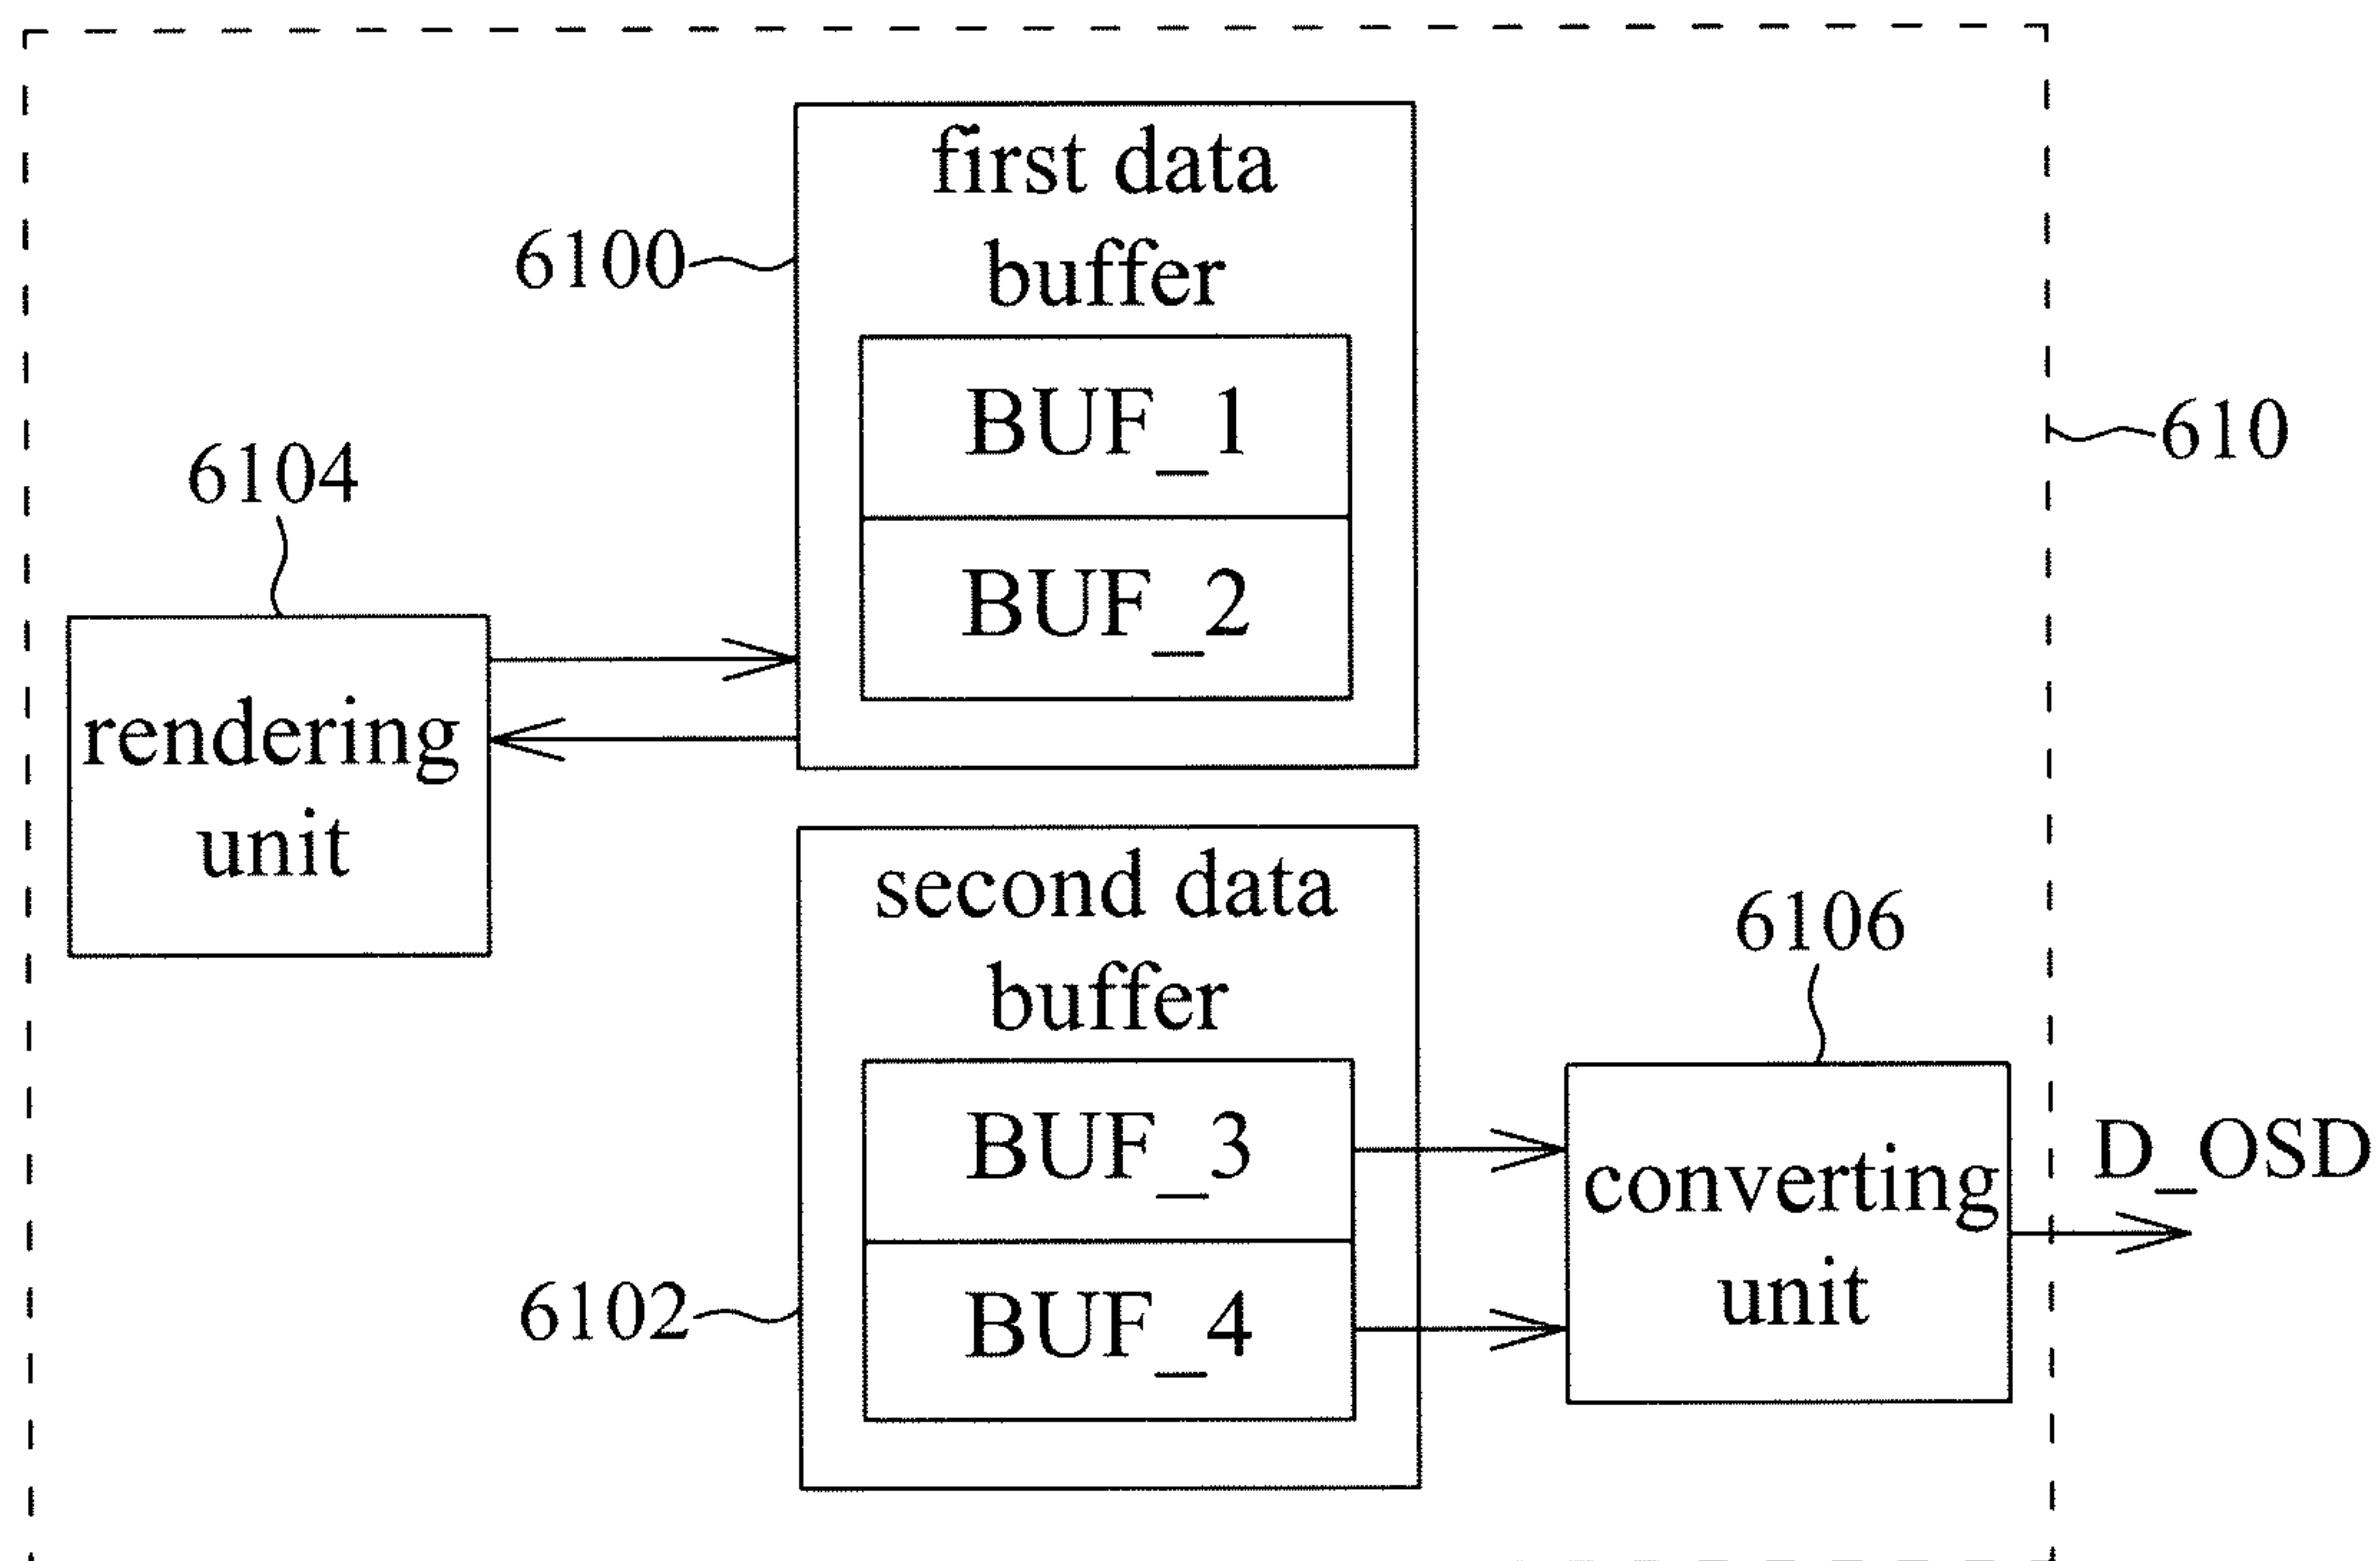 first data
buffer
6100
BUF_1
610
6104
BUF_2
rendering
unit
second data
buffer
6106
BUF_3
D_OSD
converting
unit
6102
BUF_4